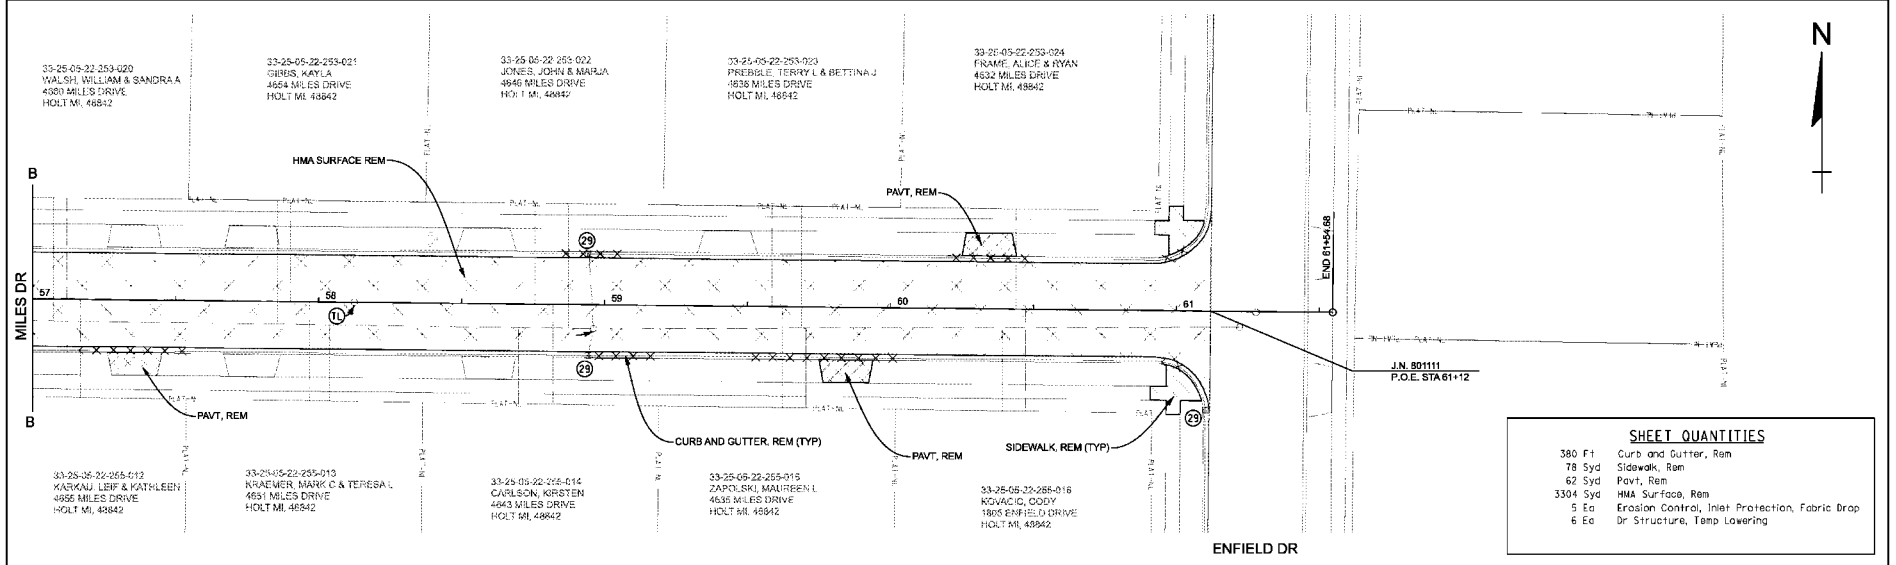 33-25-05-22-253-020
WALSH, WILLIAM & SANDRA A
4660 MILES DRIVE
HOLT MI, 48842
33-25-05-22-253-021
GIBBS, KAYLA
4654 MILES DRIVE
HOLT MI, 48842
33-25-05-22-253-022
JONES, JOHN & MARJA
4646 MILES DRIVE
HOLT MI, 48842
33-25-05-22-253-023
PREBBLE, TERRY L & BETTINA J
4638 MILES DRIVE
HOLT MI, 48842
33-25-05-22-253-024
FRAME, ALICE & RYAN
4632 MILES DRIVE
HOLT MI, 48842
N
HMA SURFACE REM
PAVT, REM
B
MILES DR
B
PLAT-NL
PLAT-NL
PLAT-NL
PLAT-NL
PLAT-NL
29
57
58
59
60
61
TL
END 61+54.68
29
29
J.N. 801111
P.O.E. STA 61+12
PAVT, REM
CURB AND GUTTER, REM (TYP)
PAVT, REM
SIDEWALK, REM (TYP)
33-25-05-22-255-012
KARKAU, LEIF & KATHLEEN
4655 MILES DRIVE
HOLT MI, 48842
33-25-05-22-255-013
KRAEMER, MARK C & TERESA L
4651 MILES DRIVE
HOLT MI, 48842
33-25-05-22-255-014
CARLSON, KIRSTEN
4643 MILES DRIVE
HOLT MI, 48842
33-25-05-22-255-015
ZAPOLSKI, MAUREEN L
4635 MILES DRIVE
HOLT MI, 48842
33-25-05-22-255-016
KOVACIC, CODY
1805 ENFIELD DRIVE
HOLT MI, 48842
ENFIELD DR
SHEET QUANTITIES
380 Ft Curb and Gutter, Rem
78 Syd Sidewalk, Rem
62 Syd Pavt, Rem
3304 Syd HMA Surface, Rem
5 Ea Erosion Control, Inlet Protection, Fabric Drop
6 Ea Dr Structure, Temp Lowering